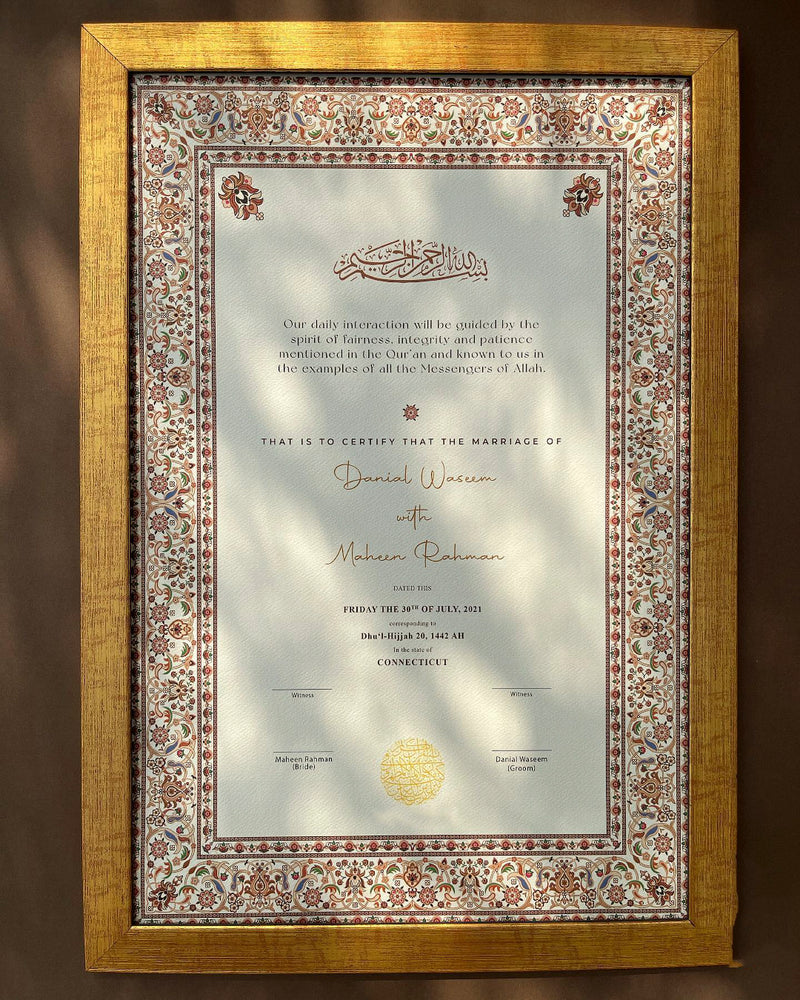 بسم الله الرحمن الرحيم
Our daily interaction will be guided by the
spirit of fairness, integrity and patience
mentioned in the Qur'an and known to us in
the examples of all the Messengers of Allah.
THAT IS TO CERTIFY THAT THE MARRIAGE OF
Danial Waseem
with
Maheen Rahman
DATED THIS
FRIDAY THE 30TH OF JULY, 2021
corresponding to
Dhu'l-Hijjah 20, 1442 AH
In the state of
CONNECTICUT
Witness
Witness
Maheen Rahman
(Bride)
Danial Waseem
(Groom)